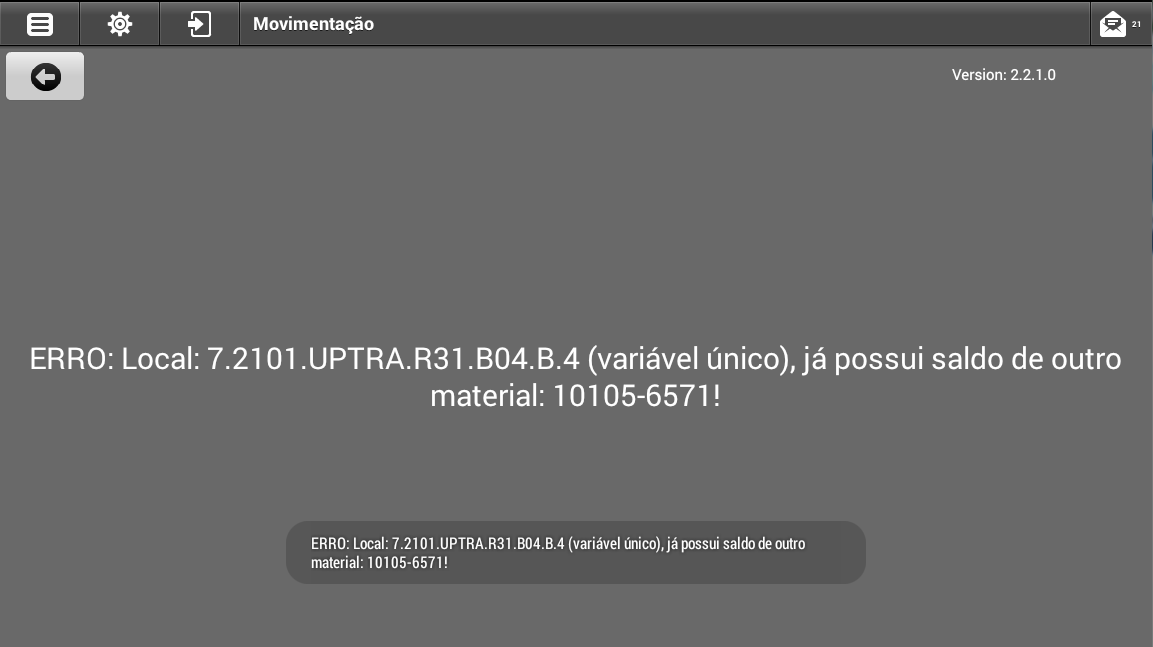 Movimentação
21
Version: 2.2.1.0
ERRO: Local: 7.2101.UPTRA.R31.B04.B.4 (variável único), já possui saldo de outro
material: 10105-6571!
ERRO: Local: 7.2101.UPTRA.R31.B04.B.4 (variável único), já possui saldo de outro
material: 10105-6571!